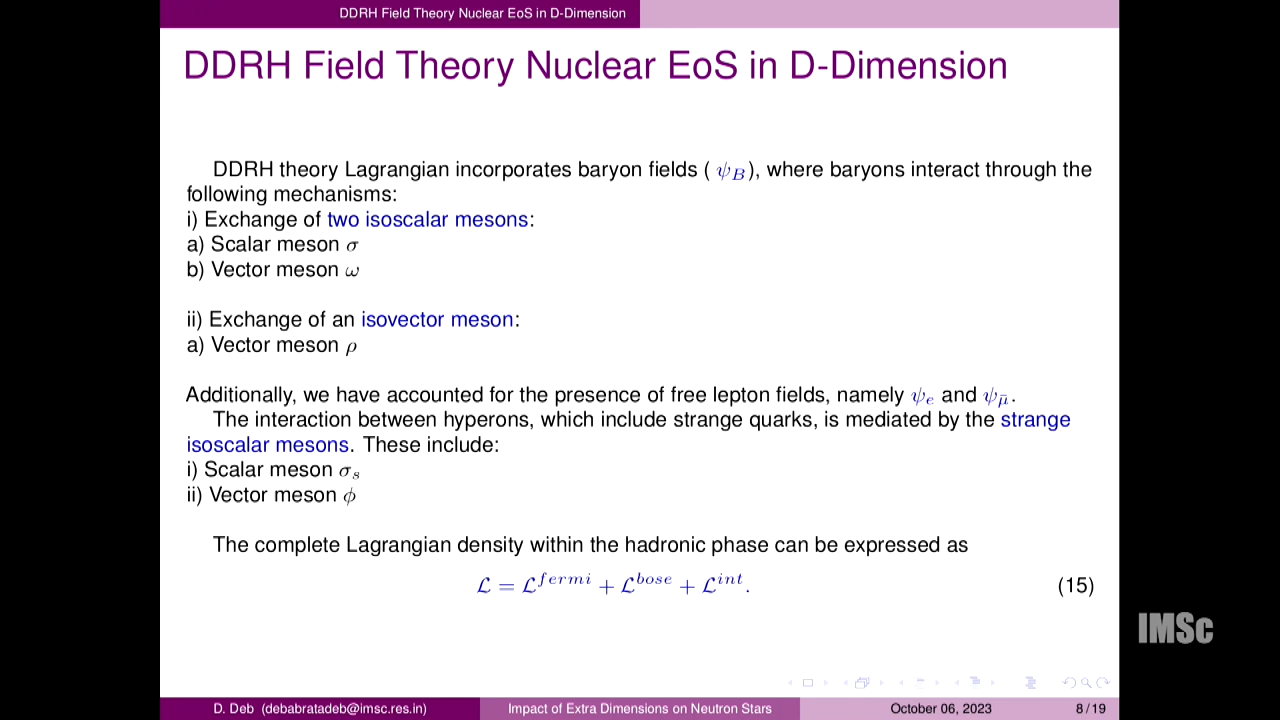 DDRH Field Theory Nuclear EoS in D-Dimension
DDRH Field Theory Nuclear EoS in D-Dimension
DDRH theory Lagrangian incorporates baryon fields ( ψ_B), where baryons interact through the
following mechanisms:
i) Exchange of two isoscalar mesons:
a) Scalar meson σ
b) Vector meson ω
ii) Exchange of an isovector meson:
a) Vector meson ρ
Additionally, we have accounted for the presence of free lepton fields, namely ψ_e and ψ_μ̄.
The interaction between hyperons, which include strange quarks, is mediated by the strange
isoscalar mesons. These include:
i) Scalar meson σ_s
ii) Vector meson ϕ
The complete Lagrangian density within the hadronic phase can be expressed as
ℒ = ℒ^{fermi} + ℒ^{bose} + ℒ^{int}. (15)
IMSc
D. Deb (debabratadeb@imsc.res.in) Impact of Extra Dimensions on Neutron Stars October 06, 2023 8 / 19